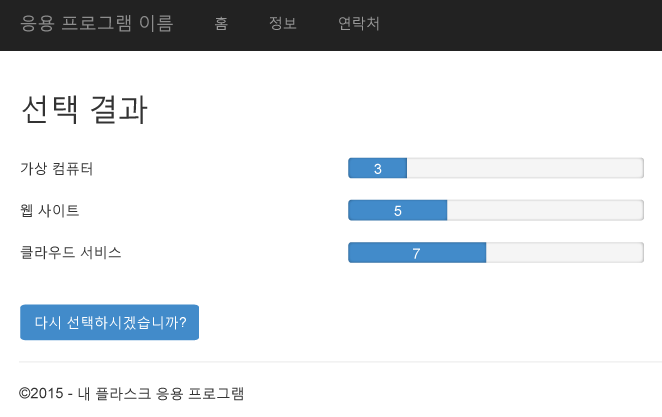 응용 프로그램 이름 홈 정보 연락처
선택 결과
가상 컴퓨터 3
웹 사이트 5
클라우드 서비스 7
다시 선택하시겠습니까?
©2015 - 내 플라스크 응용 프로그램